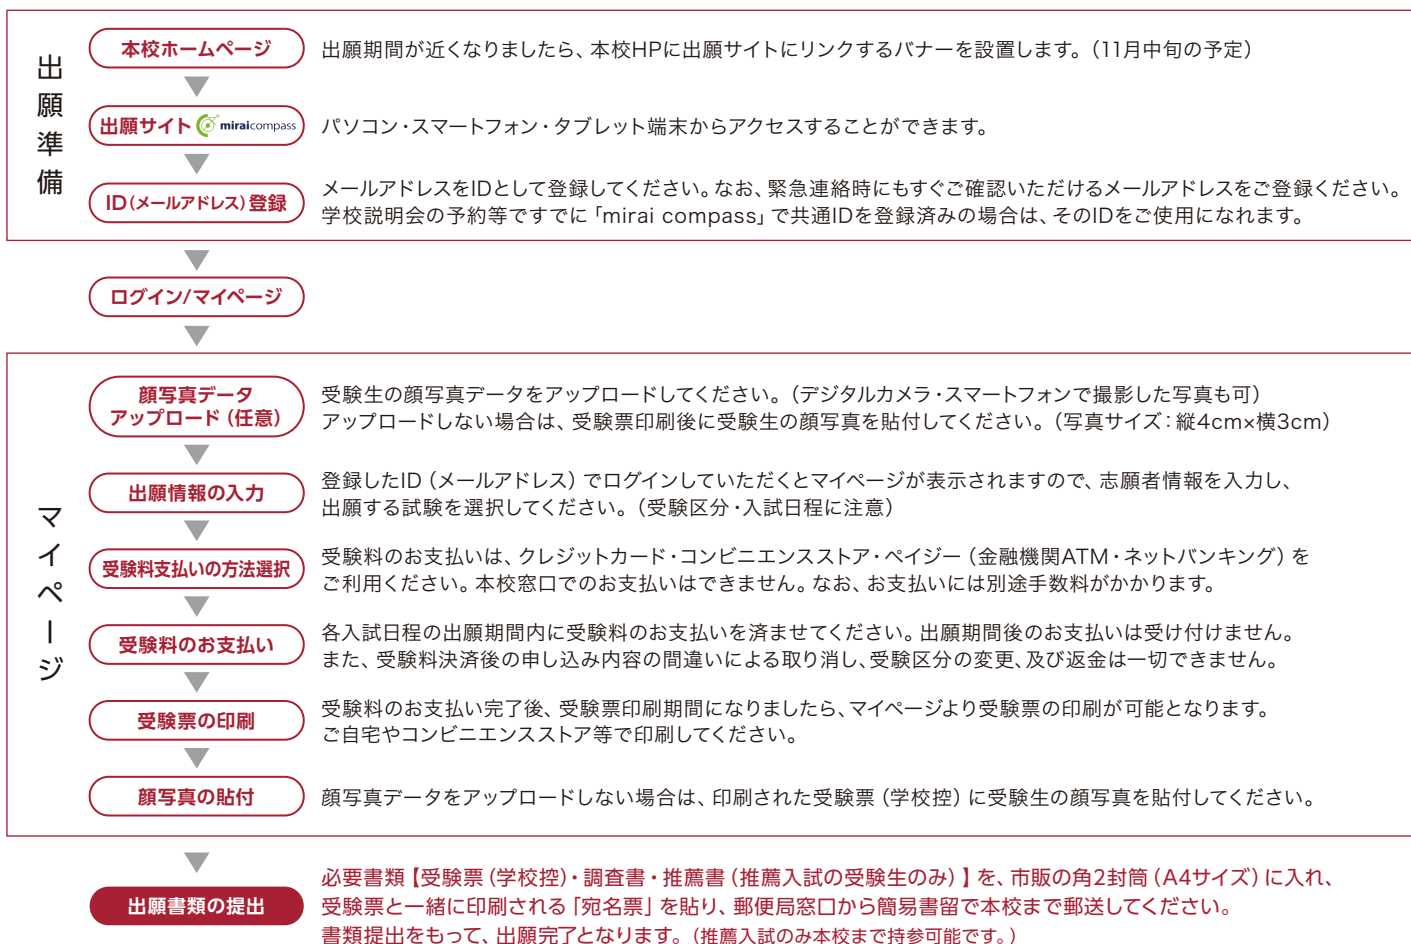 出願準備
本校ホームページ
出願期間が近くなりましたら、本校HPに出願サイトにリンクするバナーを設置します。（11月中旬の予定）
出願サイト miraicompass
パソコン・スマートフォン・タブレット端末からアクセスすることができます。
ID（メールアドレス）登録
メールアドレスをIDとして登録してください。なお、緊急連絡時にもすぐご確認いただけるメールアドレスをご登録ください。
学校説明会の予約等ですでに「mirai compass」で共通IDを登録済みの場合は、そのIDをご使用になれます。
ログイン/マイページ
マイページ
顔写真データ
アップロード（任意）
受験生の顔写真データをアップロードしてください。（デジタルカメラ・スマートフォンで撮影した写真も可）
アップロードしない場合は、受験票印刷後に受験生の顔写真を貼付してください。（写真サイズ：縦4cm×横3cm）
出願情報の入力
登録したID（メールアドレス）でログインしていただくとマイページが表示されますので、志願者情報を入力し、
出願する試験を選択してください。（受験区分・入試日程に注意）
受験料支払いの方法選択
受験料のお支払いは、クレジットカード・コンビニエンスストア・ペイジー（金融機関ATM・ネットバンキング）を
ご利用ください。本校窓口でのお支払いはできません。なお、お支払いには別途手数料がかかります。
受験料のお支払い
各入試日程の出願期間内に受験料のお支払いを済ませてください。出願期間後のお支払いは受け付けません。
また、受験料決済後の申し込み内容の間違いによる取り消し、受験区分の変更、及び返金は一切できません。
受験票の印刷
受験料のお支払い完了後、受験票印刷期間になりましたら、マイページより受験票の印刷が可能となります。
ご自宅やコンビニエンスストア等で印刷してください。
顔写真の貼付
顔写真データをアップロードしない場合は、印刷された受験票（学校控）に受験生の顔写真を貼付してください。
出願書類の提出
必要書類【受験票（学校控）・調査書・推薦書（推薦入試の受験生のみ）】を、市販の角2封筒（A4サイズ）に入れ、
受験票と一緒に印刷される「宛名票」を貼り、郵便局窓口から簡易書留で本校まで郵送してください。
書類提出をもって、出願完了となります。（推薦入試のみ本校まで持参可能です。）